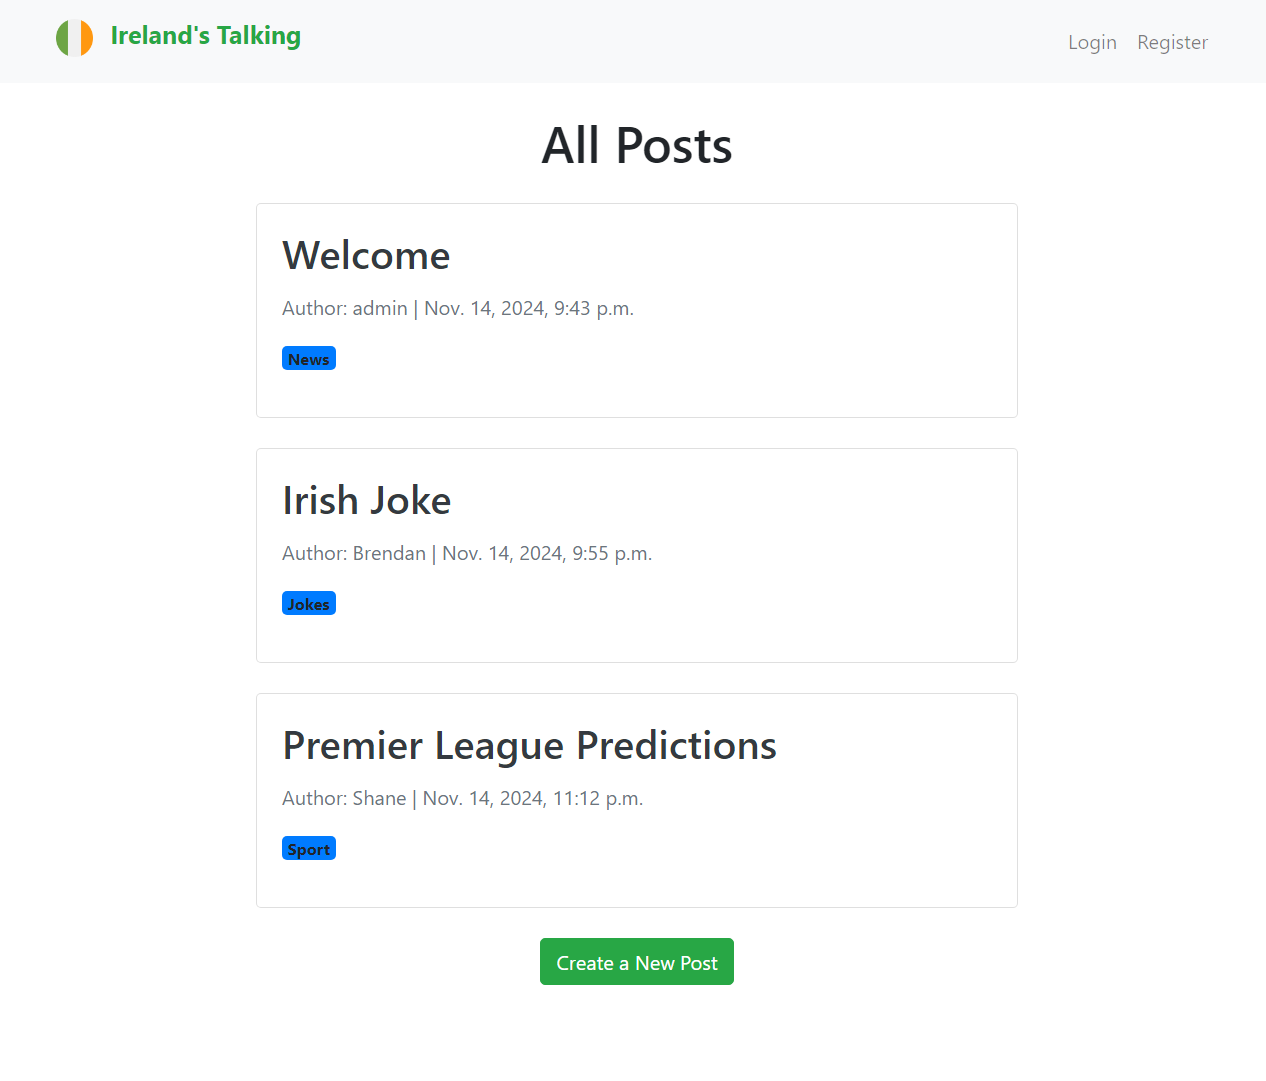 Ireland's Talking
Login Register
All Posts
Welcome
Author: admin | Nov. 14, 2024, 9:43 p.m.
News
Irish Joke
Author: Brendan | Nov. 14, 2024, 9:55 p.m.
Jokes
Premier League Predictions
Author: Shane | Nov. 14, 2024, 11:12 p.m.
Sport
Create a New Post